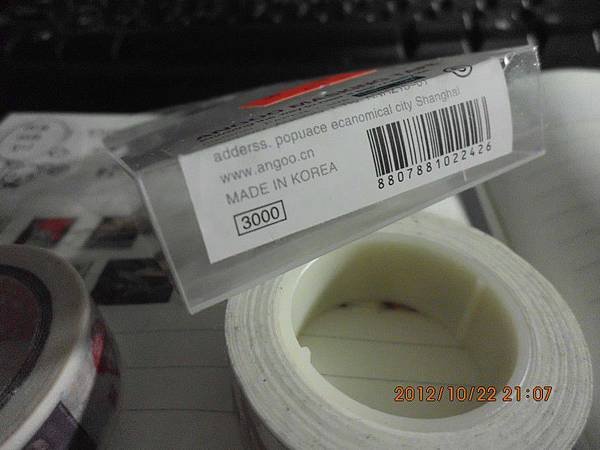 adderss. popuace ecanomical city Shanghai
www.angoo.cn
MADE IN KOREA
3000
8807881022426
2012/10/22 21:07